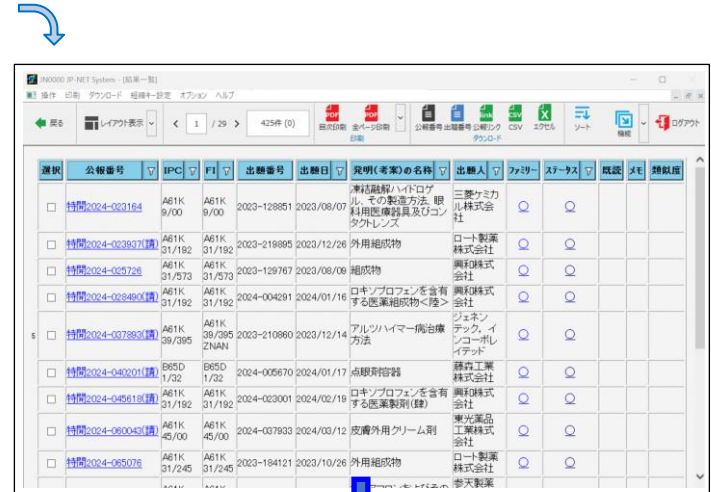 JN0000 JP-NET System - [結果一覧]
操作 印刷 ダウンロード 短縮キー設定 オプション ヘルプ
戻る レイアウト表示 1 / 29 425件 (0) 目次印刷 全ページ印刷 公報番号 出願番号 公報リンク CSV エクセル ソート 機能 ログアウト
印刷 ダウンロード
選択 公報番号 IPC FI 出願番号 出願日 発明(考案)の名称 出願人 ファミリー ステータス 既読 メモ 類似度
特開2024-023164 A61K 9/00 A61K 9/00 2023-128851 2023/08/07 凍結融解ハイドロゲル、その製造方法、眼科用医療器具及びコンタクトレンズ 三菱ケミカル株式会社 ○ ○
特開2024-023937(請) A61K 31/192 A61K 31/192 2023-219895 2023/12/26 外用組成物 ロート製薬株式会社 ○ ○
特開2024-025726 A61K 31/573 A61K 31/573 2023-129767 2023/08/09 組成物 興和株式会社 ○ ○
特開2024-028490(請) A61K 31/192 A61K 31/192 2024-004291 2024/01/16 ロキソプロフェンを含有する医薬組成物<陸> 興和株式会社 ○ ○
5 特開2024-037893(請) A61K 39/395 A61K 39/395 ZNAN 2023-210860 2023/12/14 アルツハイマー病治療方法 ジェネンテック, インコーポレイテッド ○ ○
特開2024-040201(請) B65D 1/32 B65D 1/32 2024-005670 2024/01/17 点眼剤容器 藤森工業株式会社 ○ ○
特開2024-045618(請) A61K 31/192 A61K 31/192 2024-023001 2024/02/19 ロキソプロフェンを含有する医薬製剤(肆) 興和株式会社 ○ ○
特開2024-060043(請) A61K 45/00 A61K 45/00 2024-037933 2024/03/12 皮膚外用クリーム剤 東光薬品工業株式会社 ○ ○
特開2024-065076 A61K 31/245 A61K 31/245 2023-184121 2023/10/26 外用組成物 ロート製薬株式会社 ○ ○
参天製薬